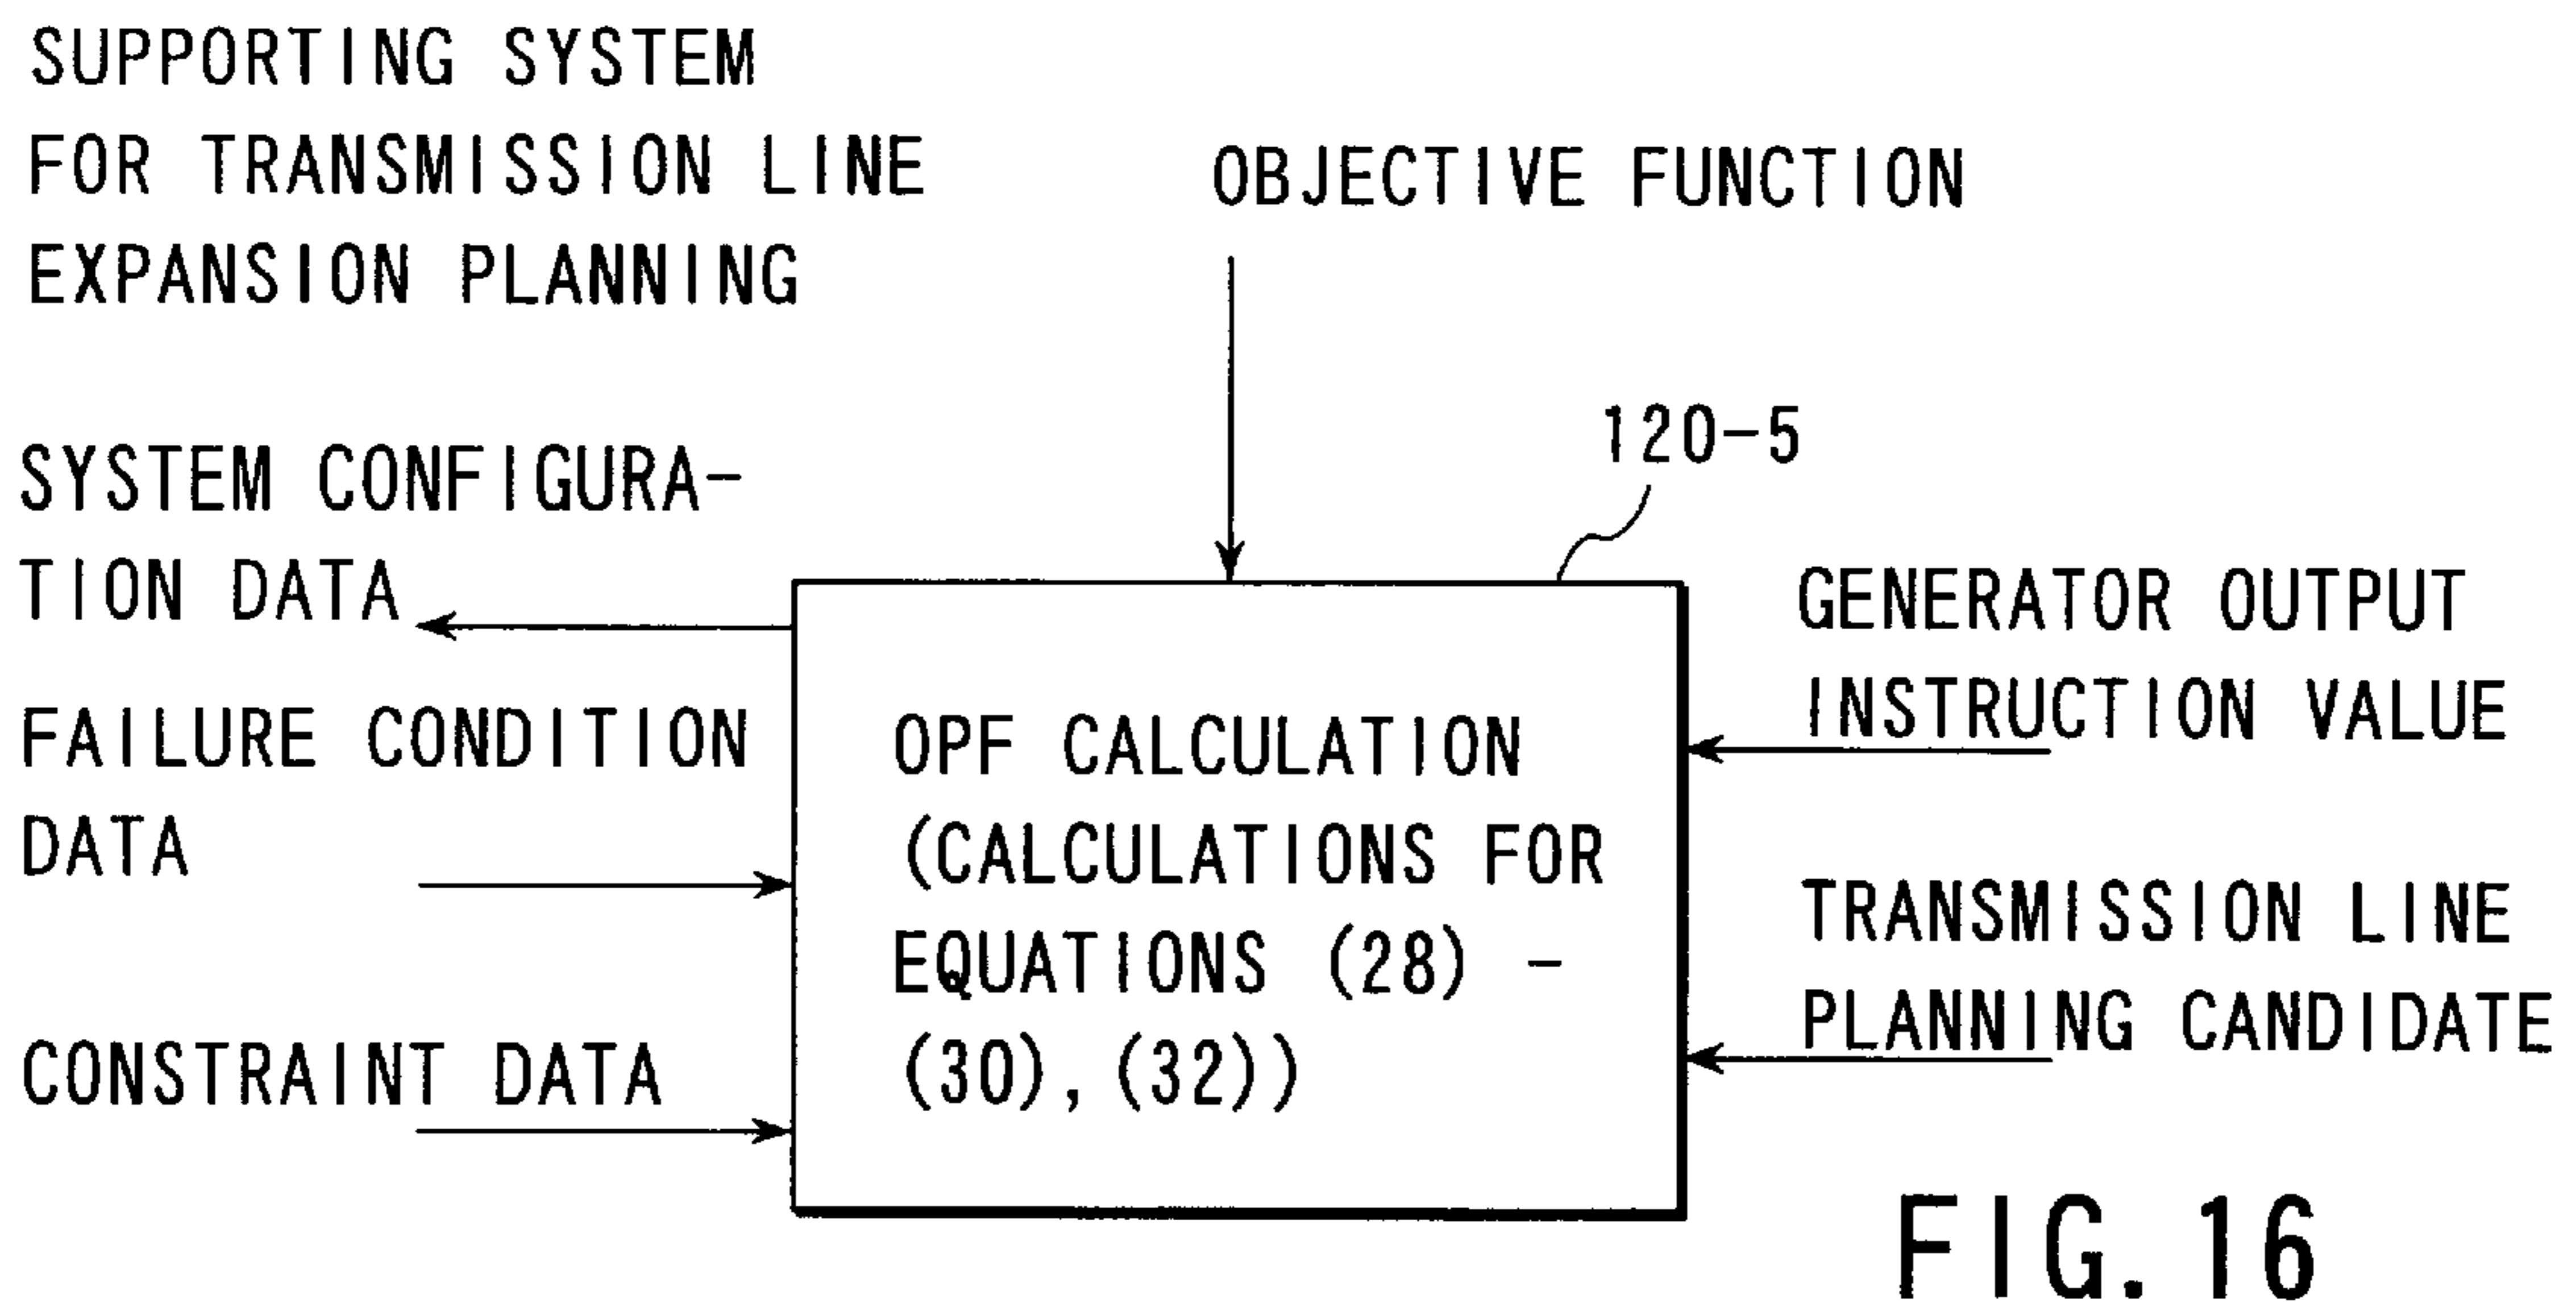 SUPPORTING SYSTEM
FOR TRANSMISSION LINE
EXPANSION PLANNING
OBJECTIVE FUNCTION
120-5
SYSTEM CONFIGURA-
TION DATA
FAILURE CONDITION
DATA
CONSTRAINT DATA
OPF CALCULATION
(CALCULATIONS FOR
EQUATIONS (28) -
(30), (32))
GENERATOR OUTPUT
INSTRUCTION VALUE
TRANSMISSION LINE
PLANNING CANDIDATE
FIG. 16